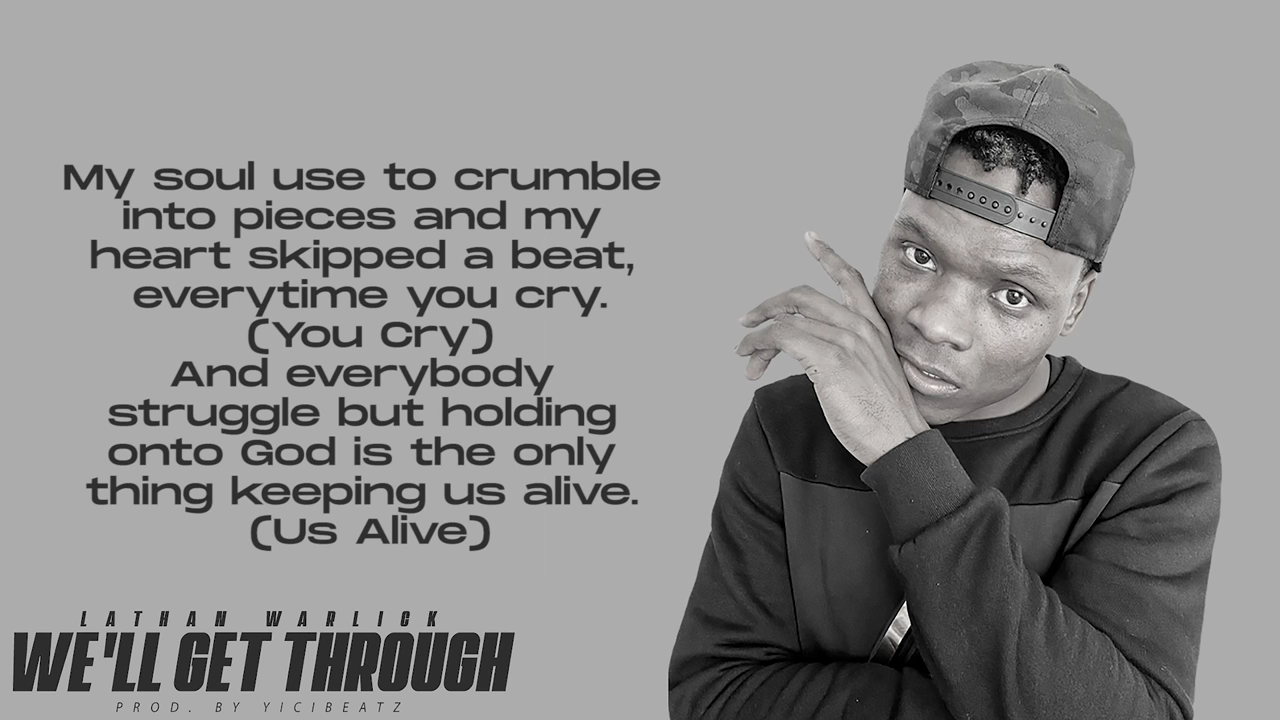 My soul use to crumble
into pieces and my
heart skipped a beat,
everytime you cry.
(You Cry)
And everybody
struggle but holding
onto God is the only
thing keeping us alive.
(Us Alive)
LATHAN WARLICK
WE'LL GET THROUGH
PROD. BY YICIBEATZ